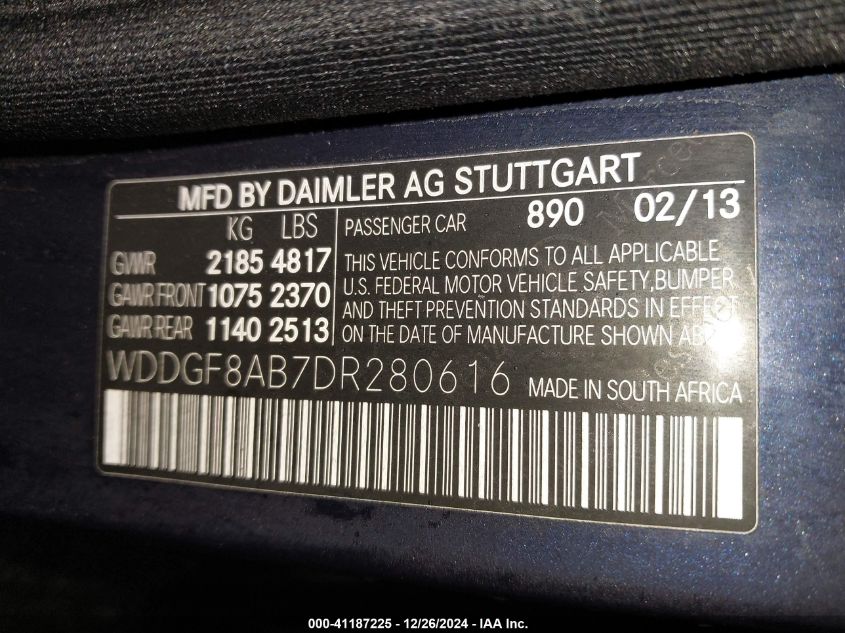 MFD BY DAIMLER AG STUTTGART
KG LBS PASSENGER CAR 890 02/13
GVWR 2185 4817
GAWR FRONT 1075 2370
GAWR REAR 1140 2513
THIS VEHICLE CONFORMS TO ALL APPLICABLE
U.S. FEDERAL MOTOR VEHICLE SAFETY,BUMPER,
AND THEFT PREVENTION STANDARDS IN EFFECT
ON THE DATE OF MANUFACTURE SHOWN
WDDGF8AB7DR280616 MADE IN SOUTH AFRICA
000-41187225 - 12/26/2024 - IAA Inc.